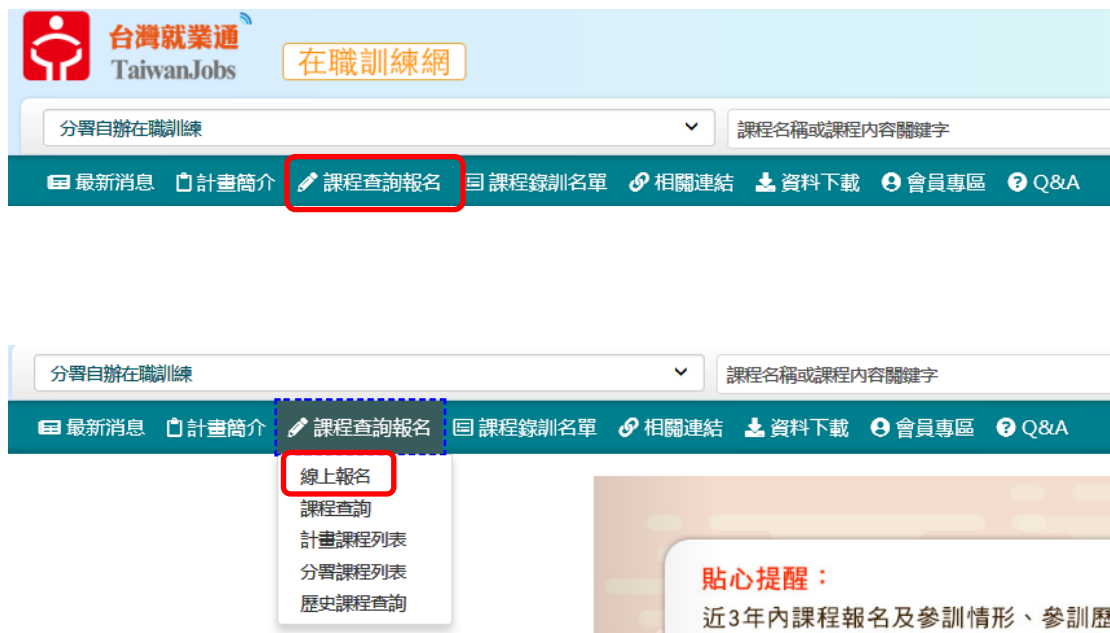 台灣就業通
TaiwanJobs
在職訓練網
分署自辦在職訓練 課程名稱或課程內容關鍵字
最新消息 計畫簡介 課程查詢報名 課程錄訓名單 相關連結 資料下載 會員專區 Q&A
分署自辦在職訓練 課程名稱或課程內容關鍵字
最新消息 計畫簡介 課程查詢報名 課程錄訓名單 相關連結 資料下載 會員專區 Q&A
線上報名
課程查詢
計畫課程列表
分署課程列表
歷史課程查詢
貼心提醒：
近3年內課程報名及參訓情形、參訓歷